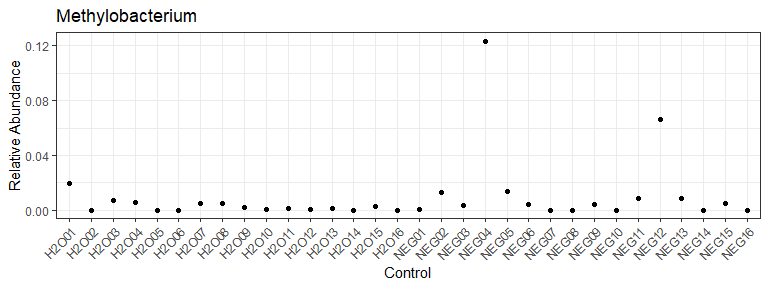 Methylobacterium
Relative Abundance
0.12
0.08
0.04
0.00
H2O01 H2O02 H2O03 H2O04 H2O05 H2O06 H2O07 H2O08 H2O09 H2O10 H2O11 H2O12 H2O13 H2O14 H2O15 H2O16 NEG01 NEG02 NEG03 NEG04 NEG05 NEG06 NEG07 NEG08 NEG09 NEG10 NEG11 NEG12 NEG13 NEG14 NEG15 NEG16
Control